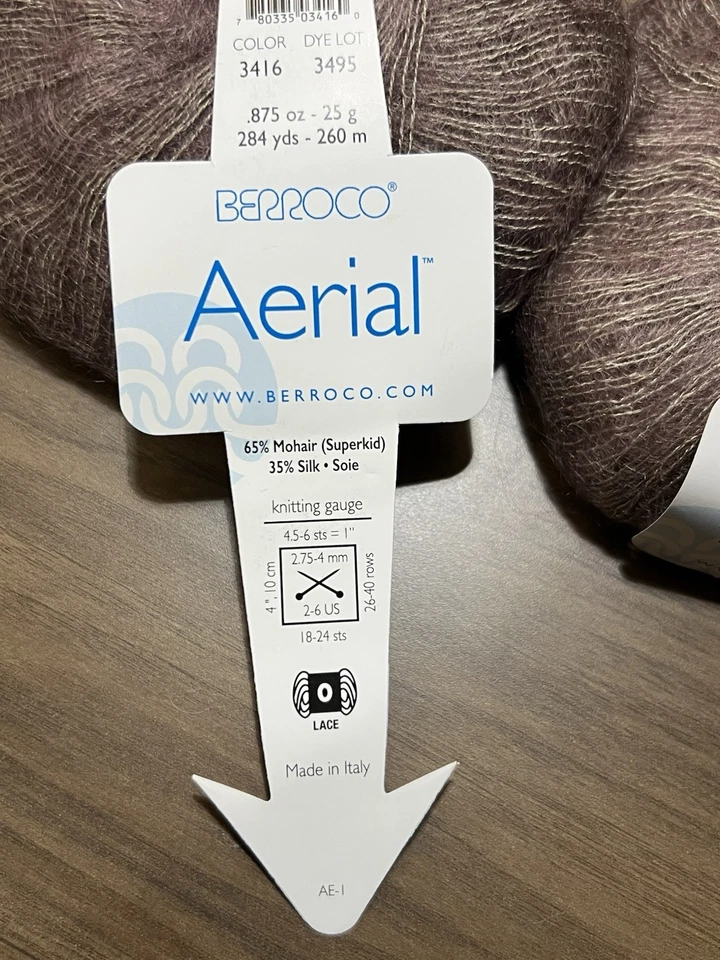 7 80335 03416 0
COLOR DYE LOT
3416 3495
.875 oz - 25 g
284 yds - 260 m
BERROCO®
Aerial™
WWW.BERROCO.COM
65% Mohair (Superkid)
35% Silk • Soie
knitting gauge
4.5-6 sts = 1"
2.75-4 mm
4", 10 cm
26-40 rows
2-6 US
18-24 sts
0
LACE
Made in Italy
AE-1